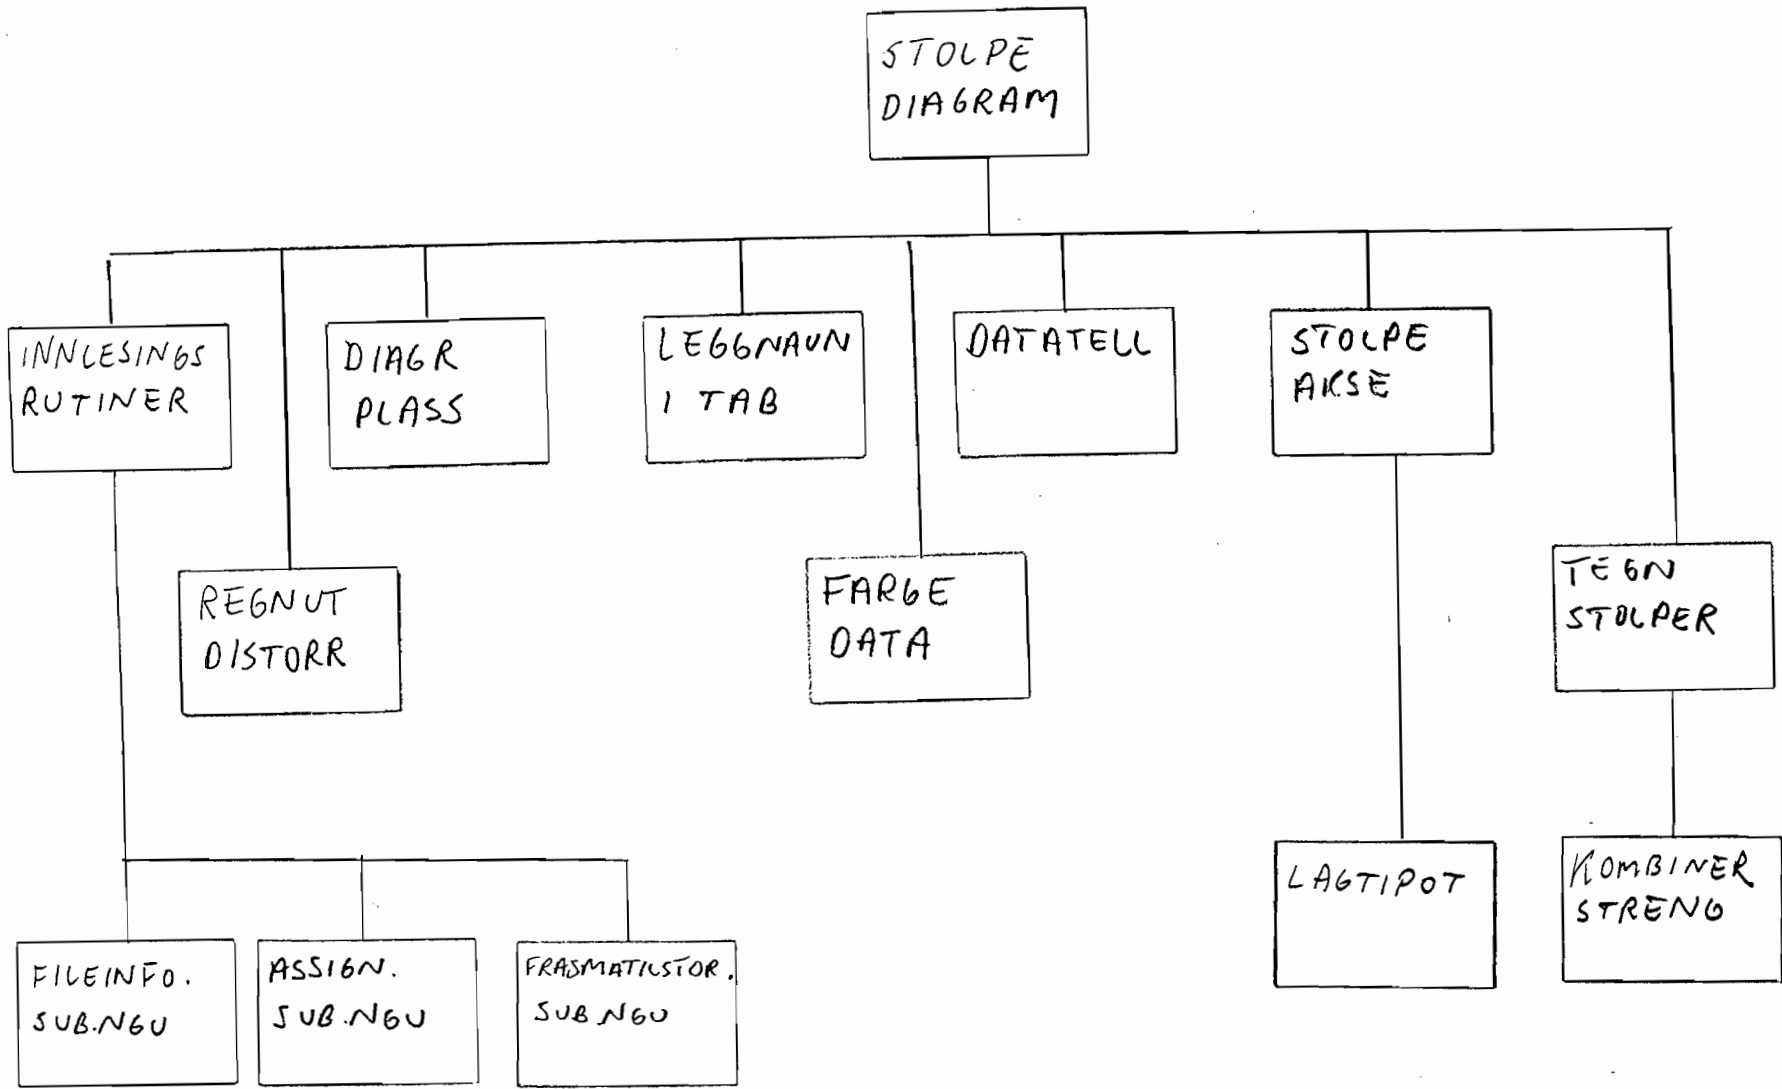 STOLPE
DIAGRAM
INNLESINGS
RUTINER
DIAGR
PLASS
LEGGNAVN
I TAB
DATATELL
STOLPE
AKSE
REGNUT
DISTORR
FARGE
DATA
TEGN
STOLPER
LAGTIPOT
KOMBINER
STRENG
FILEINFO.
SUB.NGU
ASSIGN.
SUB.NGU
FRASMATILSTOR.
SUB.NGU